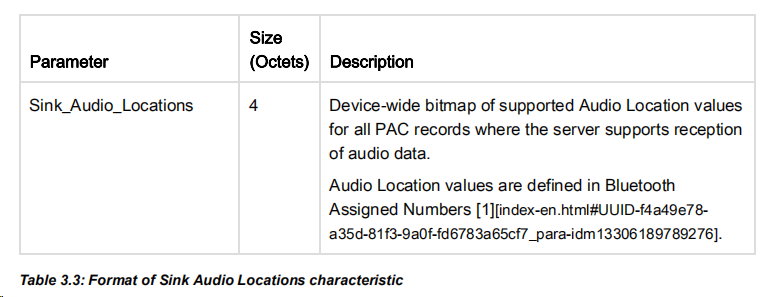 Parameter
Size
(Octets)
Description
Sink_Audio_Locations
4
Device-wide bitmap of supported Audio Location values
for all PAC records where the server supports reception
of audio data.
Audio Location values are defined in Bluetooth
Assigned Numbers [1][index-en.html#UUID-f4a49e78-
a35d-81f3-9a0f-fd6783a65cf7_para-idm13306189789276].
Table 3.3: Format of Sink Audio Locations characteristic